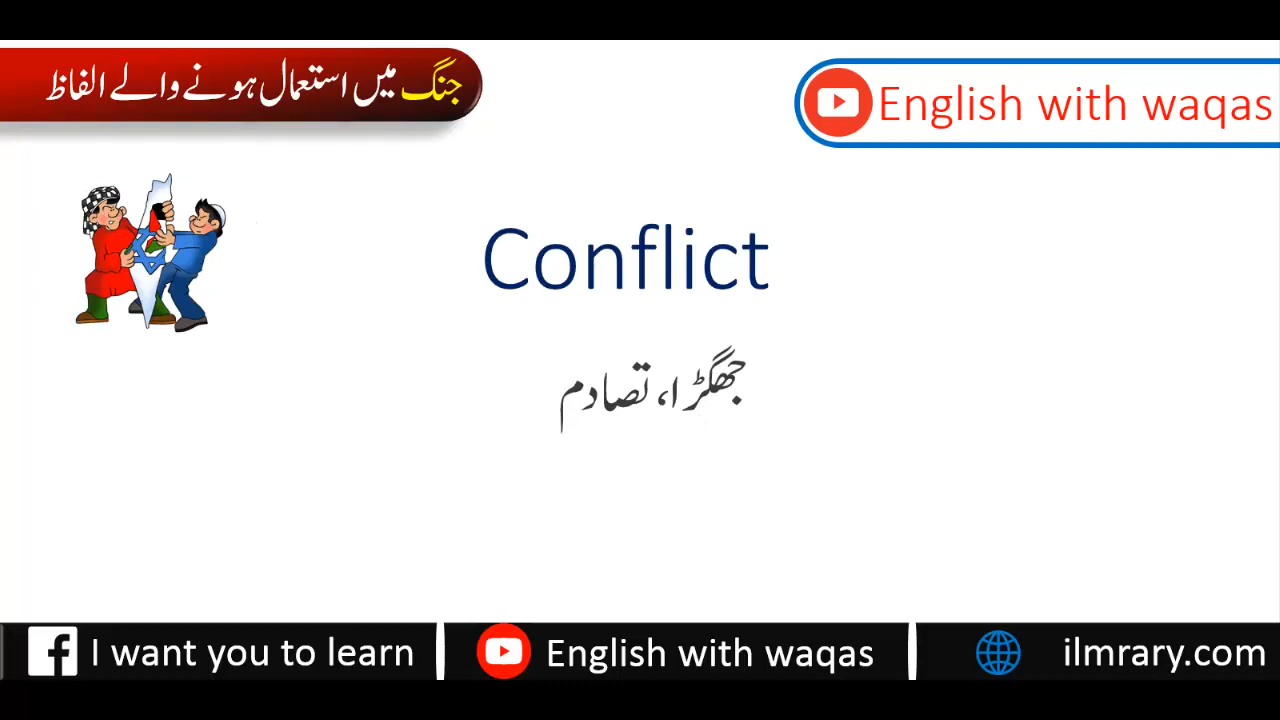 جنگ میں استعمال ہونے والے الفاظ
English with waqas
Conflict
جھگڑا، تصادم
I want you to learn
English with waqas
ilmrary.com